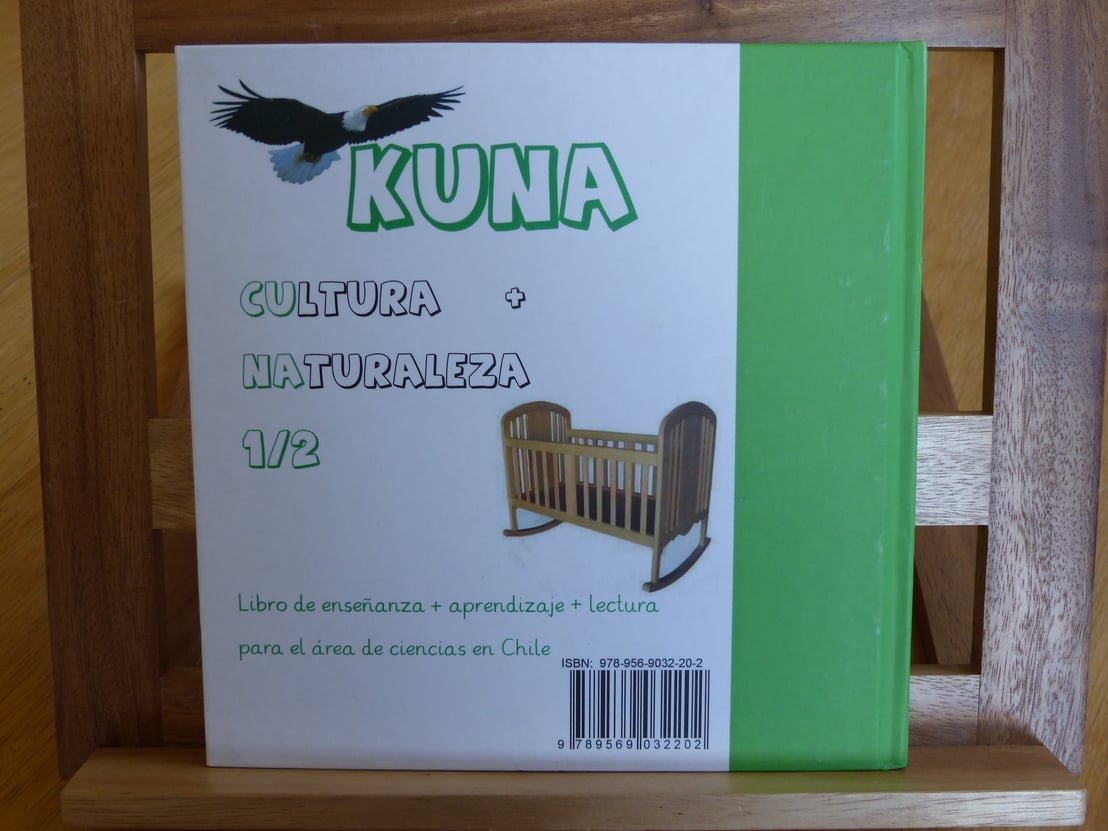 KUNA
CULTURA +
NATURALEZA
1/2
Libro de enseñanza + aprendizaje + lectura
para el área de ciencias en Chile
ISBN: 978-956-9032-20-2
9 789569 032202